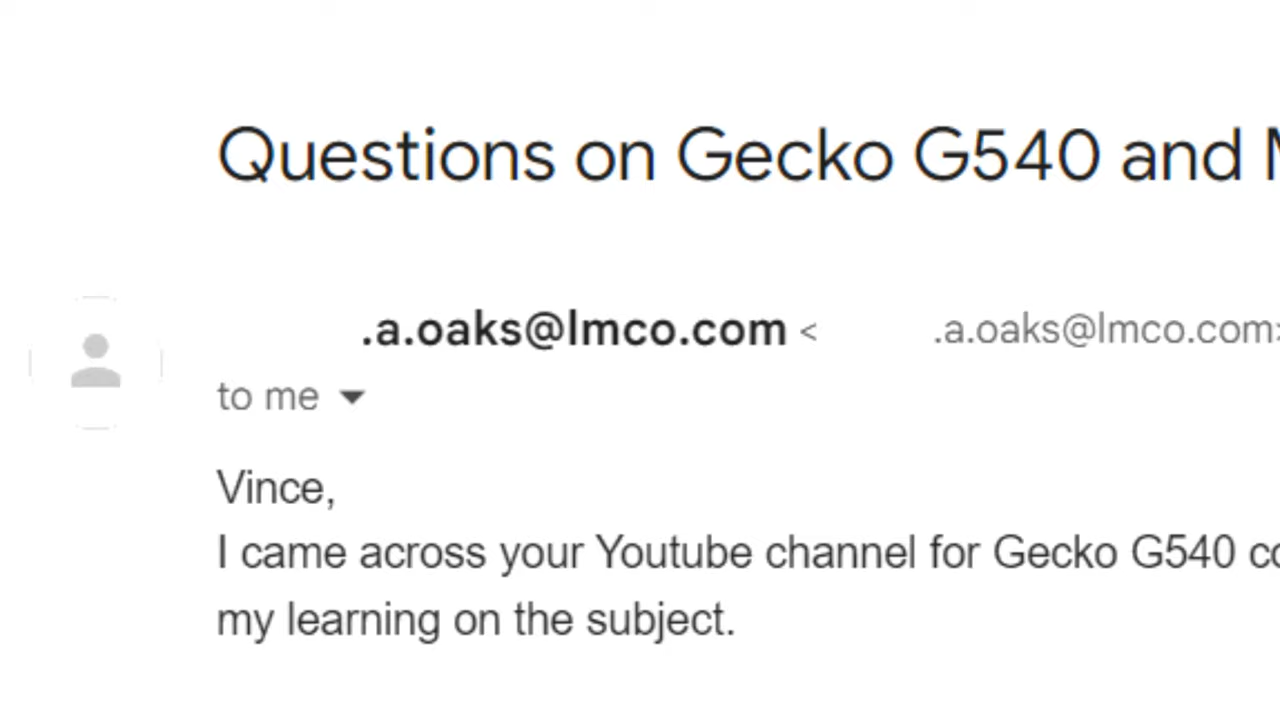 Questions on Gecko G540 and
.a.oaks@lmco.com < .a.oaks@lmco.com>
to me
Vince,
I came across your Youtube channel for Gecko G540
my learning on the subject.